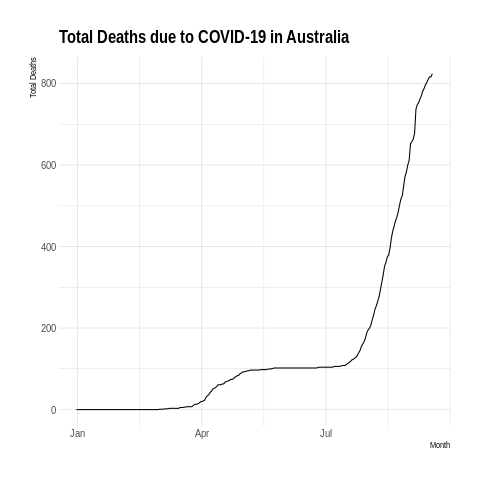 Total Deaths due to COVID-19 in Australia
Total Deaths
800
600
400
200
0
Jan Apr Jul
Month